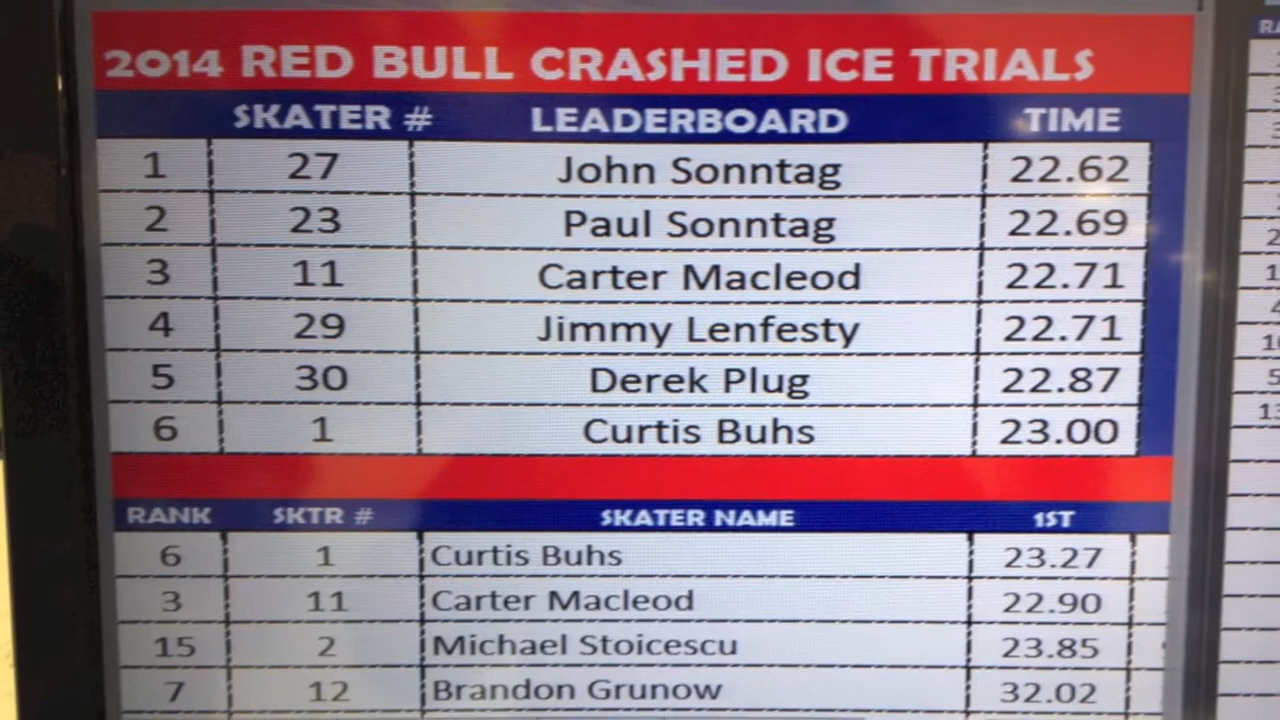 2014 RED BULL CRASHED ICE TRIALS
SKATER # LEADERBOARD TIME
1 27 John Sonntag 22.62
2 23 Paul Sonntag 22.69
3 11 Carter Macleod 22.71
4 29 Jimmy Lenfesty 22.71
5 30 Derek Plug 22.87
6 1 Curtis Buhs 23.00
RANK SKTR # SKATER NAME 1ST
6 1 Curtis Buhs 23.27
3 11 Carter Macleod 22.90
15 2 Michael Stoicescu 23.85
7 12 Brandon Grunow 32.02